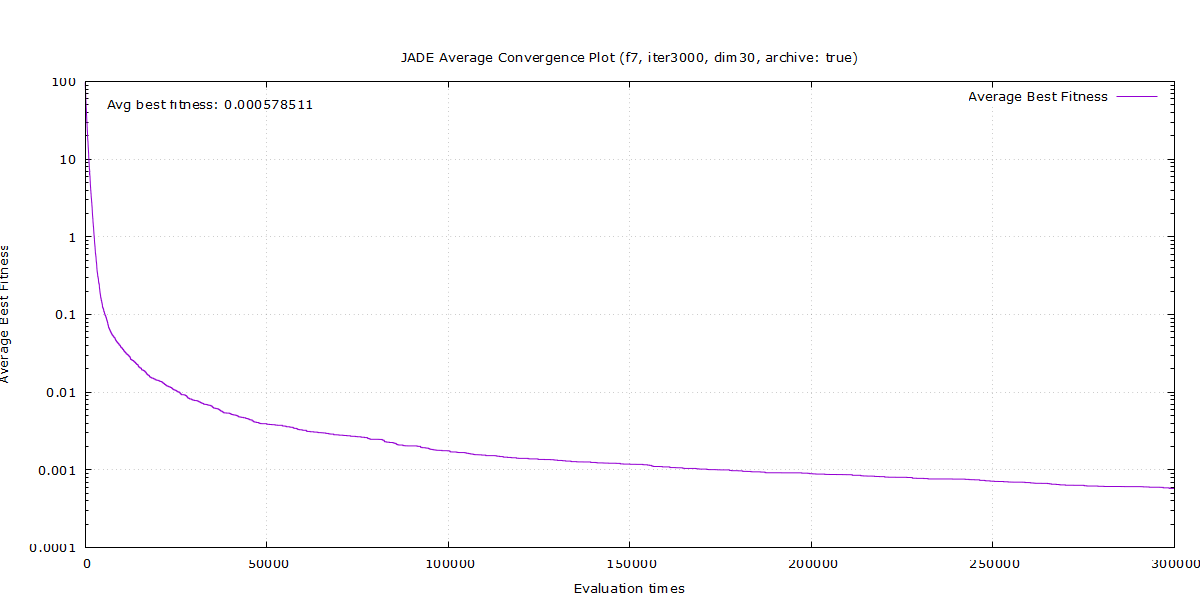 JADE Average Convergence Plot (f7, iter3000, dim30, archive: true)
100
Avg best fitness: 0.000578511
Average Best Fitness
10
1
0.1
0.01
0.001
0.0001
Average Best Fitness
0
50000
100000
150000
200000
250000
300000
Evaluation times